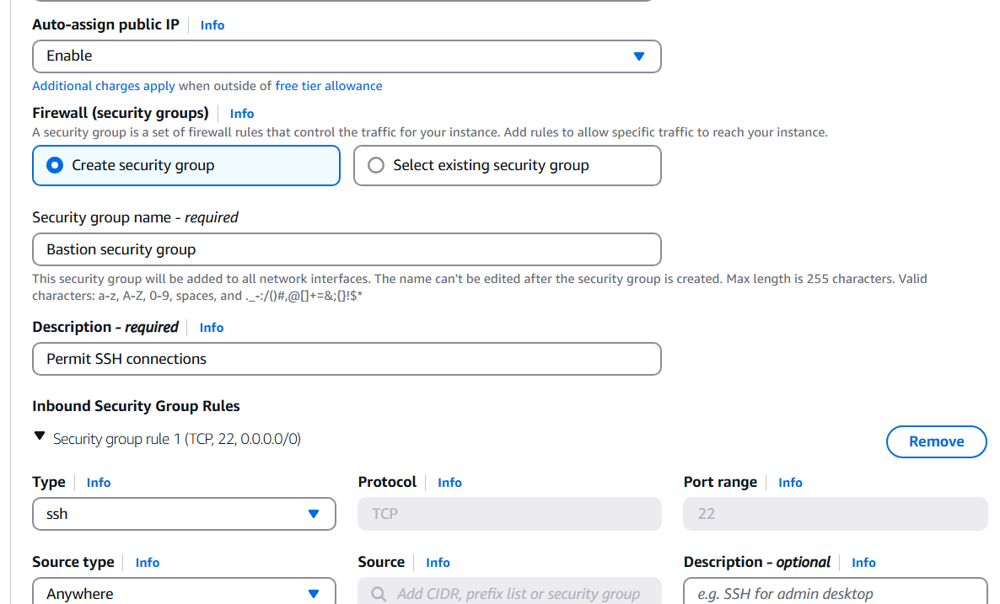 Auto-assign public IP Info
Enable
Additional charges apply when outside of free tier allowance
Firewall (security groups) Info
A security group is a set of firewall rules that control the traffic for your instance. Add rules to allow specific traffic to reach your instance.
Create security group Select existing security group
Security group name - required
Bastion security group
This security group will be added to all network interfaces. The name can't be edited after the security group is created. Max length is 255 characters. Valid
characters: a-z, A-Z, 0-9, spaces, and ._-:/()#,@[]+=&;{}!$*
Description - required Info
Permit SSH connections
Inbound Security Group Rules
Security group rule 1 (TCP, 22, 0.0.0.0/0) Remove
Type Info Protocol Info Port range Info
ssh TCP 22
Source type Info Source Info Description - optional Info
Anywhere Add CIDR, prefix list or security group e.g. SSH for admin desktop